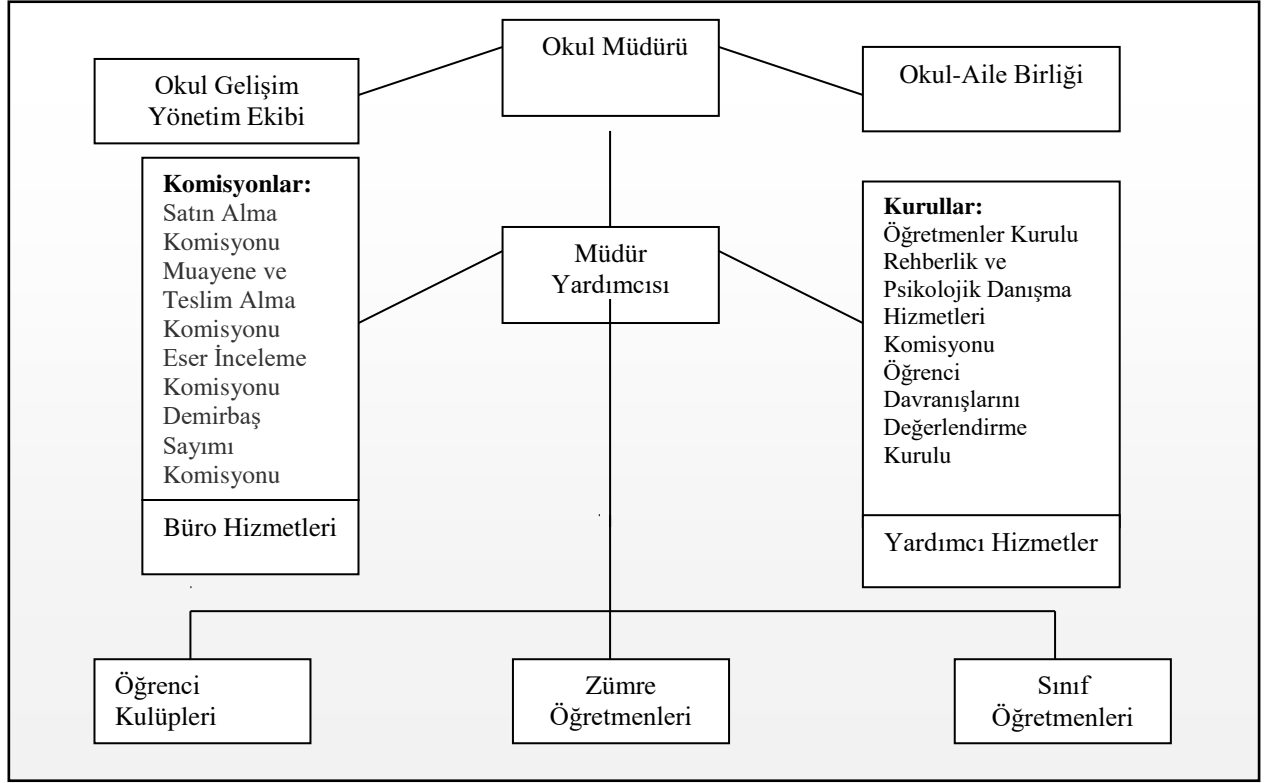 Okul Müdürü
Okul Gelişim
Yönetim Ekibi
Okul-Aile Birliği
Komisyonlar:
Satın Alma
Komisyonu
Muayene ve
Teslim Alma
Komisyonu
Eser İnceleme
Komisyonu
Demirbaş
Sayımı
Komisyonu
Büro Hizmetleri
Müdür
Yardımcısı
Kurullar:
Öğretmenler Kurulu
Rehberlik ve
Psikolojik Danışma
Hizmetleri
Komisyonu
Öğrenci
Davranışlarını
Değerlendirme
Kurulu
Yardımcı Hizmetler
Öğrenci
Kulüpleri
Zümre
Öğretmenleri
Sınıf
Öğretmenleri